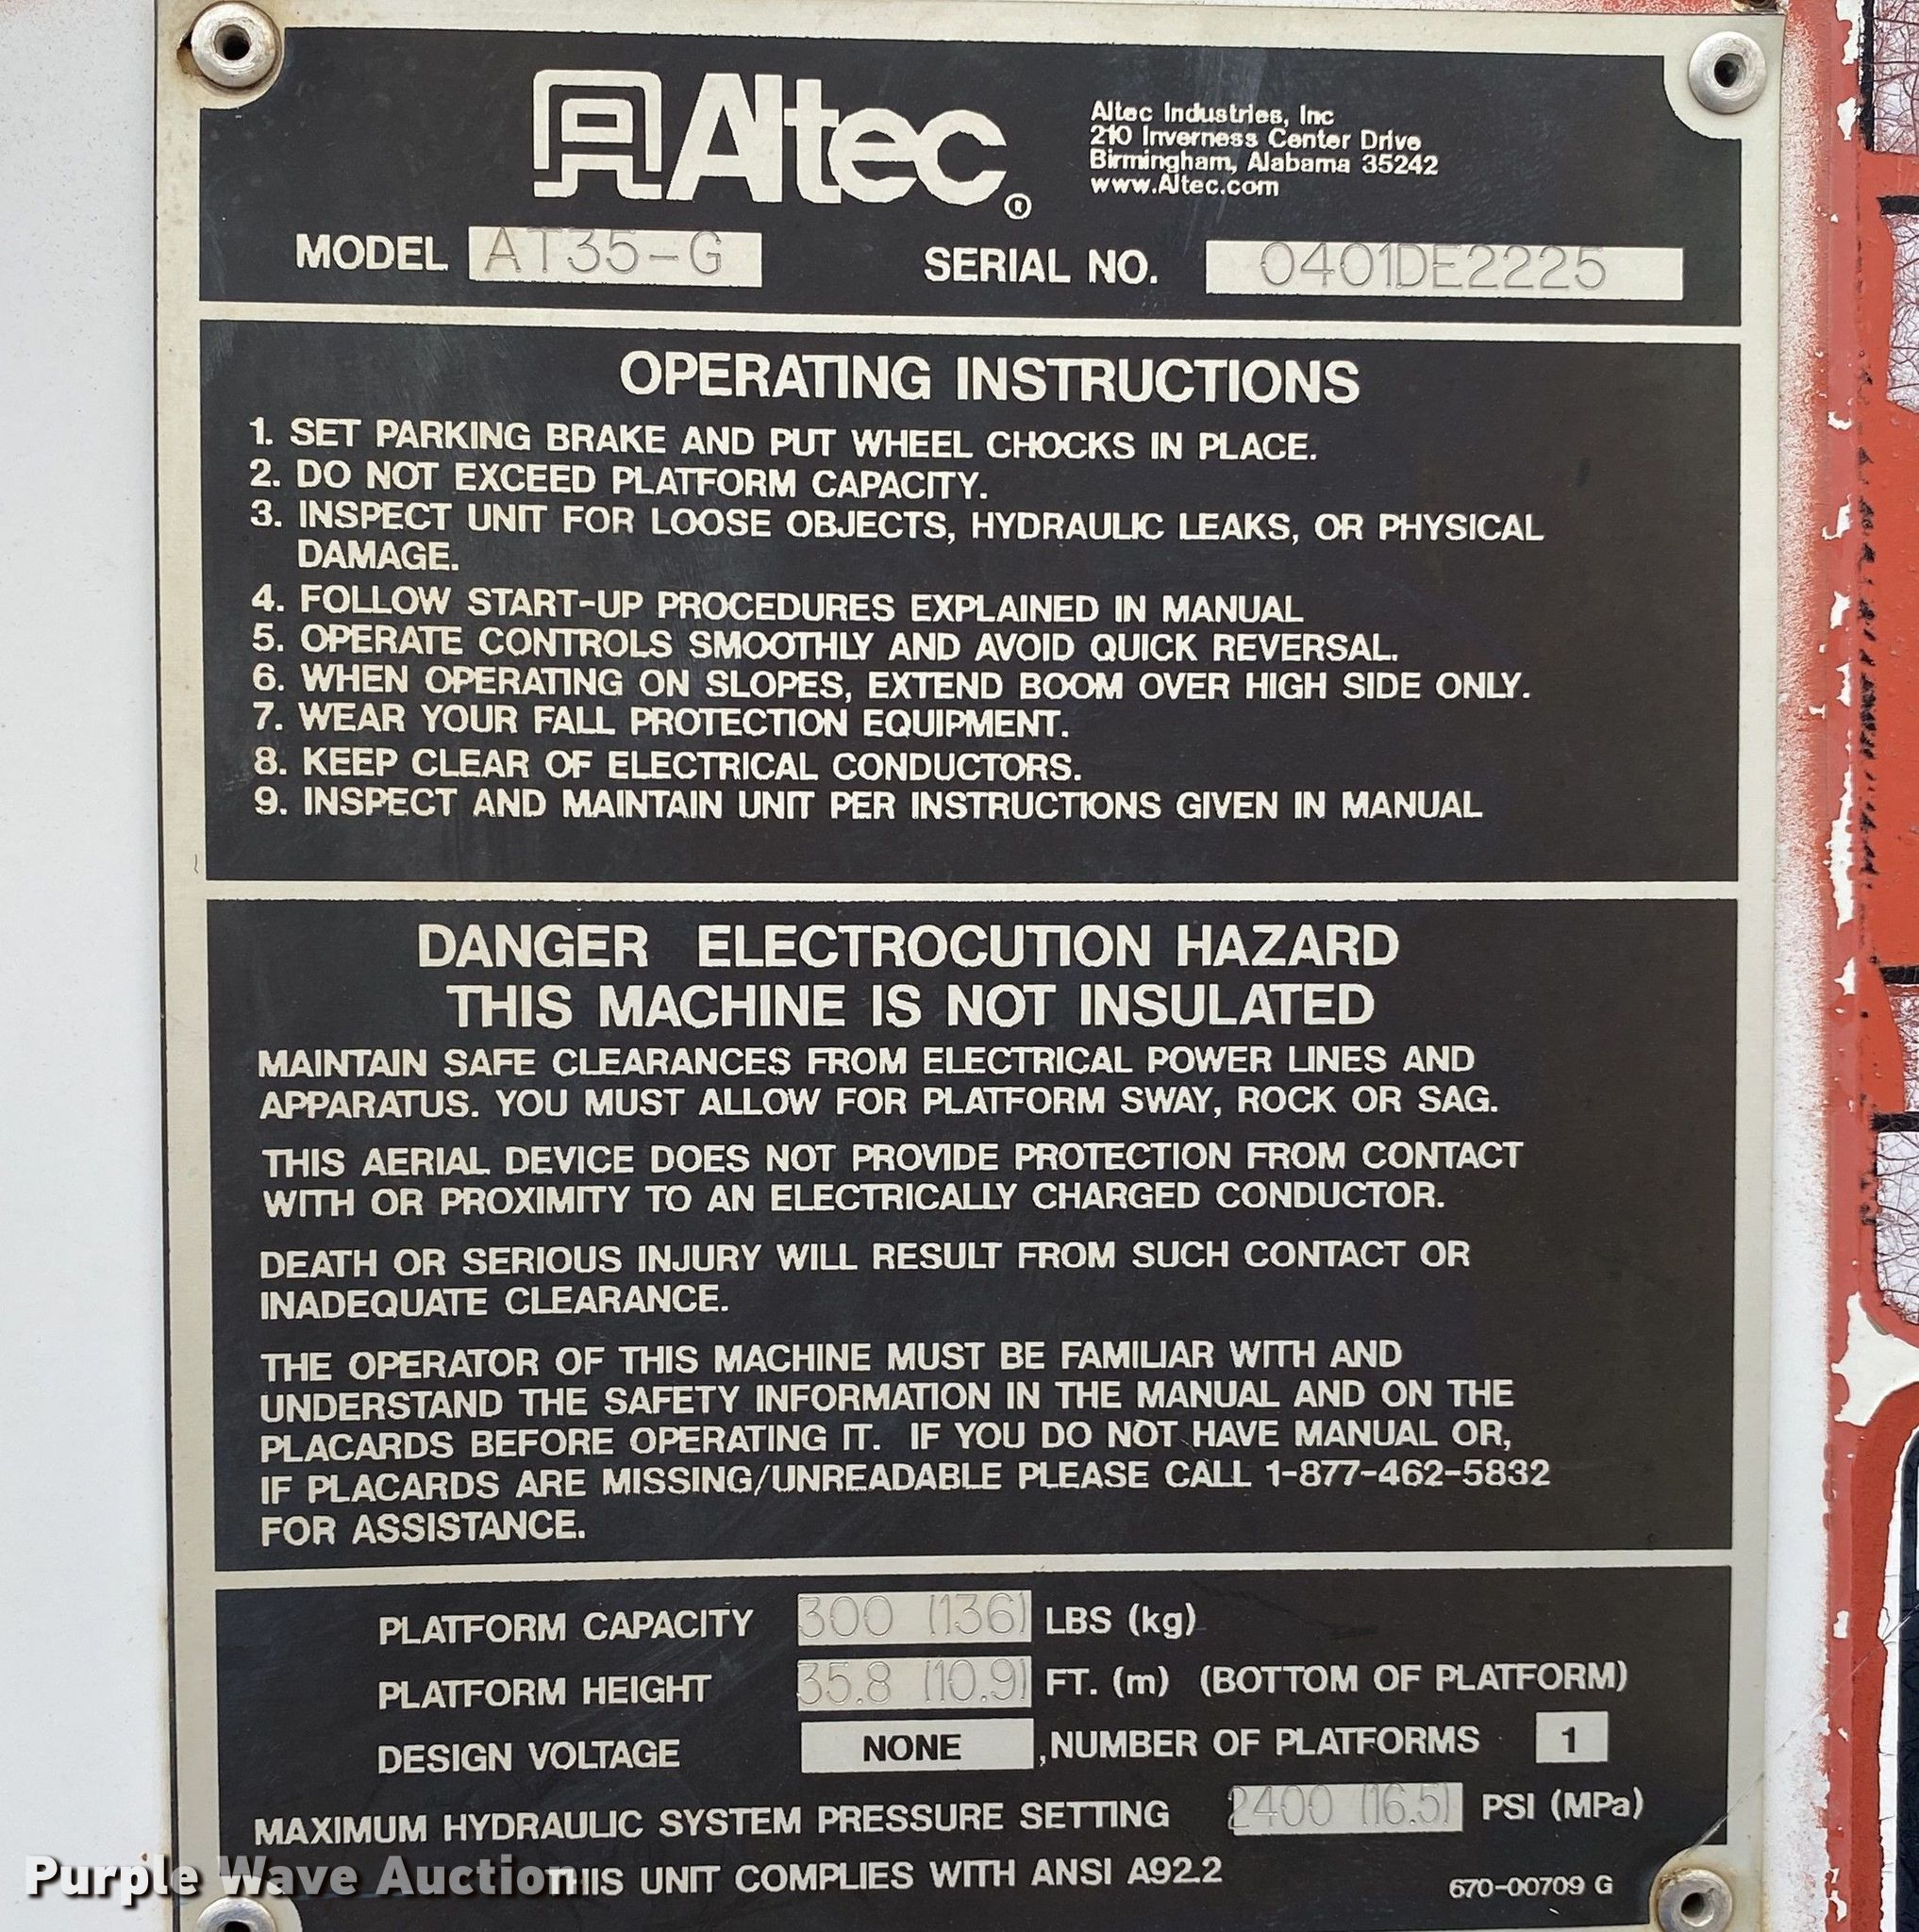 Altec®
Altec Industries, Inc
210 Inverness Center Drive
Birmingham, Alabama 35242
www.Altec.com
MODEL AT35-G SERIAL NO. 0401DE2225
OPERATING INSTRUCTIONS
1. SET PARKING BRAKE AND PUT WHEEL CHOCKS IN PLACE.
2. DO NOT EXCEED PLATFORM CAPACITY.
3. INSPECT UNIT FOR LOOSE OBJECTS, HYDRAULIC LEAKS, OR PHYSICAL
DAMAGE.
4. FOLLOW START-UP PROCEDURES EXPLAINED IN MANUAL
5. OPERATE CONTROLS SMOOTHLY AND AVOID QUICK REVERSAL.
6. WHEN OPERATING ON SLOPES, EXTEND BOOM OVER HIGH SIDE ONLY.
7. WEAR YOUR FALL PROTECTION EQUIPMENT.
8. KEEP CLEAR OF ELECTRICAL CONDUCTORS.
9. INSPECT AND MAINTAIN UNIT PER INSTRUCTIONS GIVEN IN MANUAL
DANGER ELECTROCUTION HAZARD
THIS MACHINE IS NOT INSULATED
MAINTAIN SAFE CLEARANCES FROM ELECTRICAL POWER LINES AND
APPARATUS. YOU MUST ALLOW FOR PLATFORM SWAY, ROCK OR SAG.
THIS AERIAL DEVICE DOES NOT PROVIDE PROTECTION FROM CONTACT
WITH OR PROXIMITY TO AN ELECTRICALLY CHARGED CONDUCTOR.
DEATH OR SERIOUS INJURY WILL RESULT FROM SUCH CONTACT OR
INADEQUATE CLEARANCE.
THE OPERATOR OF THIS MACHINE MUST BE FAMILIAR WITH AND
UNDERSTAND THE SAFETY INFORMATION IN THE MANUAL AND ON THE
PLACARDS BEFORE OPERATING IT. IF YOU DO NOT HAVE MANUAL OR,
IF PLACARDS ARE MISSING/UNREADABLE PLEASE CALL 1-877-462-5832
FOR ASSISTANCE.
PLATFORM CAPACITY 300 (136) LBS (kg)
PLATFORM HEIGHT 35.8 (10.9) FT. (m) (BOTTOM OF PLATFORM)
DESIGN VOLTAGE NONE , NUMBER OF PLATFORMS 1
MAXIMUM HYDRAULIC SYSTEM PRESSURE SETTING 2400 (16.5) PSI (MPa)
THIS UNIT COMPLIES WITH ANSI A92.2
670-00709 G
Purple Wave Auction